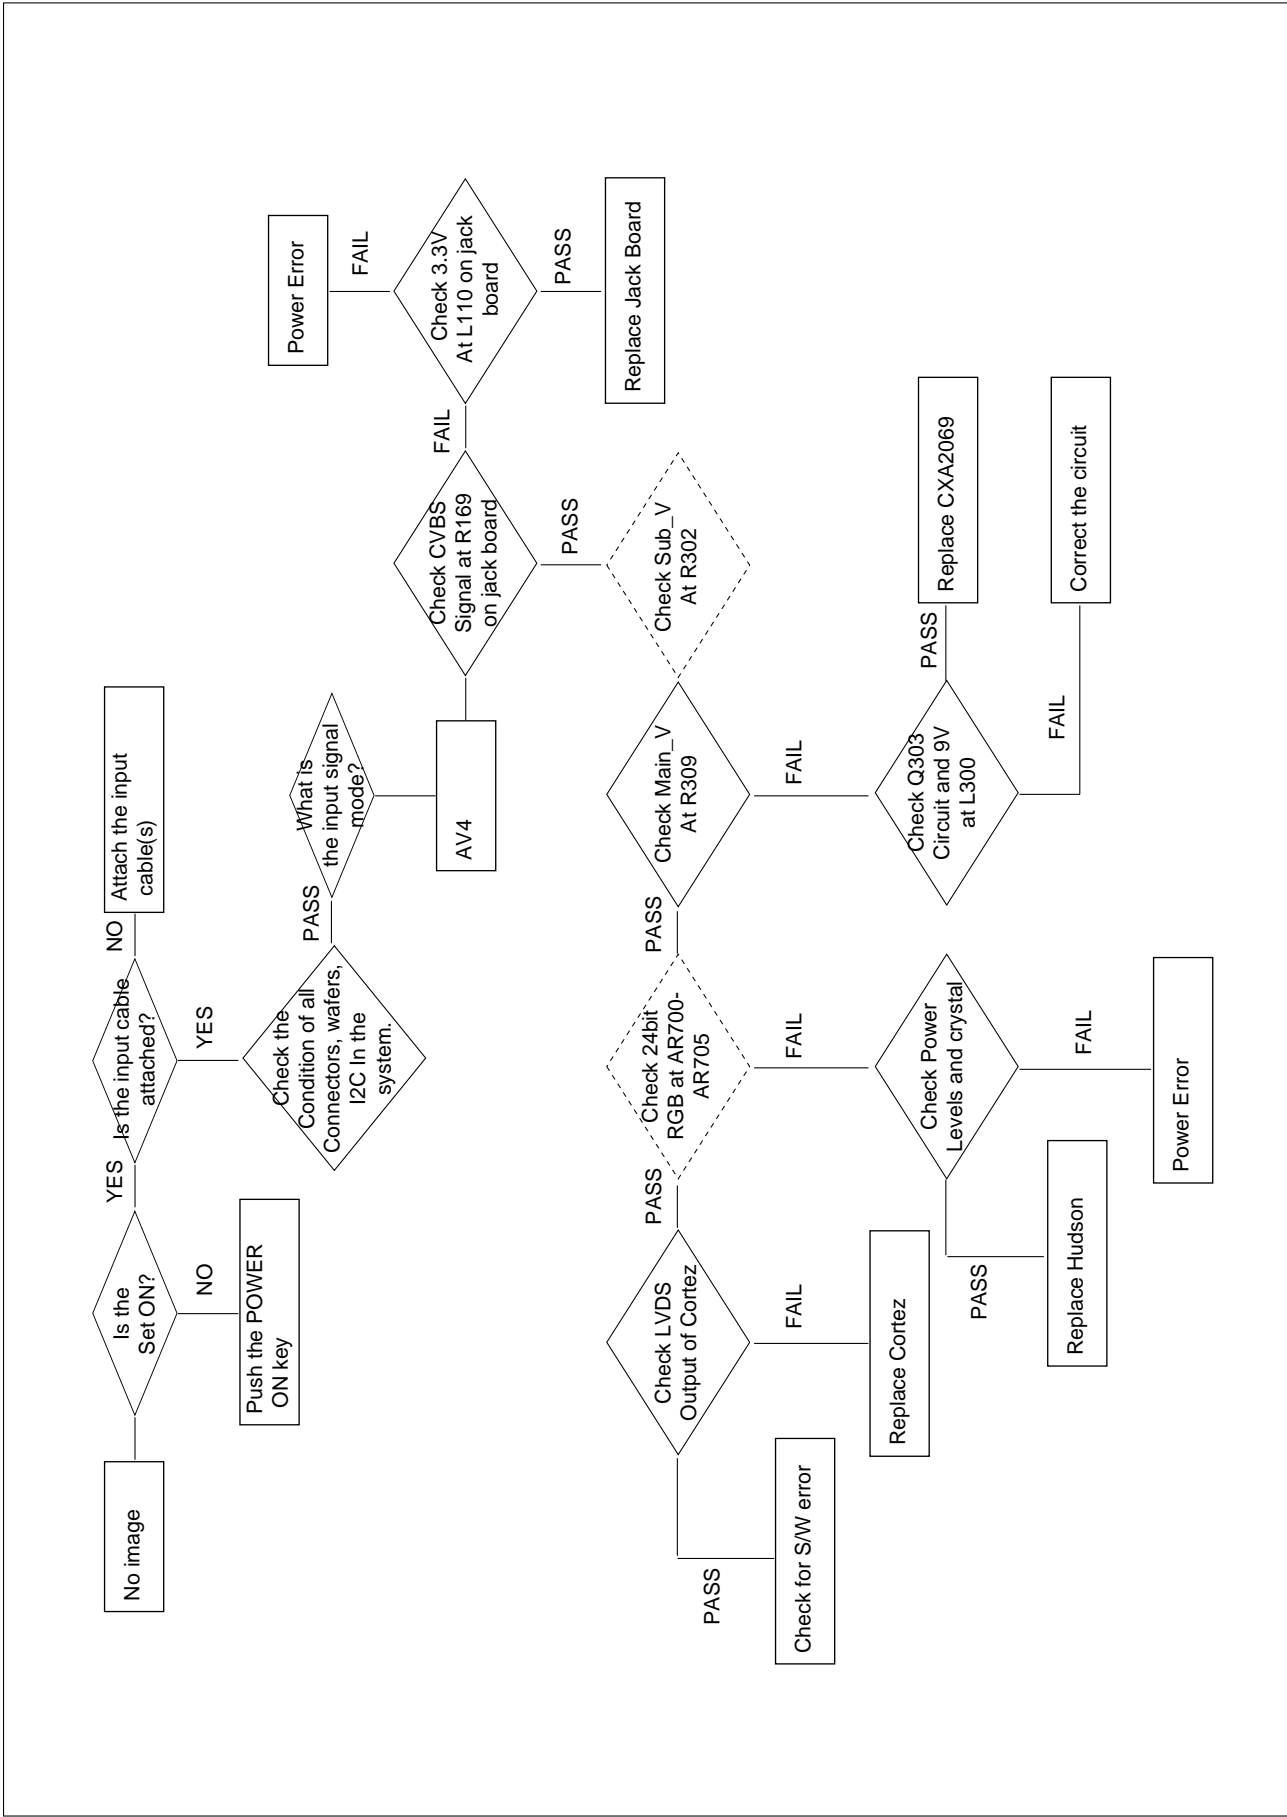 No image
Is the
Set ON?
YES
NO
Push the POWER
ON key
Is the input cable
attached?
NO
Attach the input
cable(s)
YES
Check the
Condition of all
Connectors, wafers,
I2C In the
system.
PASS
What is
the input signal
mode?
AV4
Check CVBS
Signal at R169
on jack board
FAIL
Check 3.3V
At L110 on jack
board
FAIL
Power Error
PASS
Replace Jack Board
PASS
Check Sub_V
At R302
Check Main_V
At R309
FAIL
Check Q303
Circuit and 9V
at L300
PASS
Replace CXA2069
FAIL
Correct the circuit
PASS
Check 24bit
RGB at AR700-
AR705
FAIL
Check Power
Levels and crystal
FAIL
Power Error
PASS
Replace Hudson
PASS
Check LVDS
Output of Cortez
FAIL
Replace Cortez
PASS
Check for S/W error